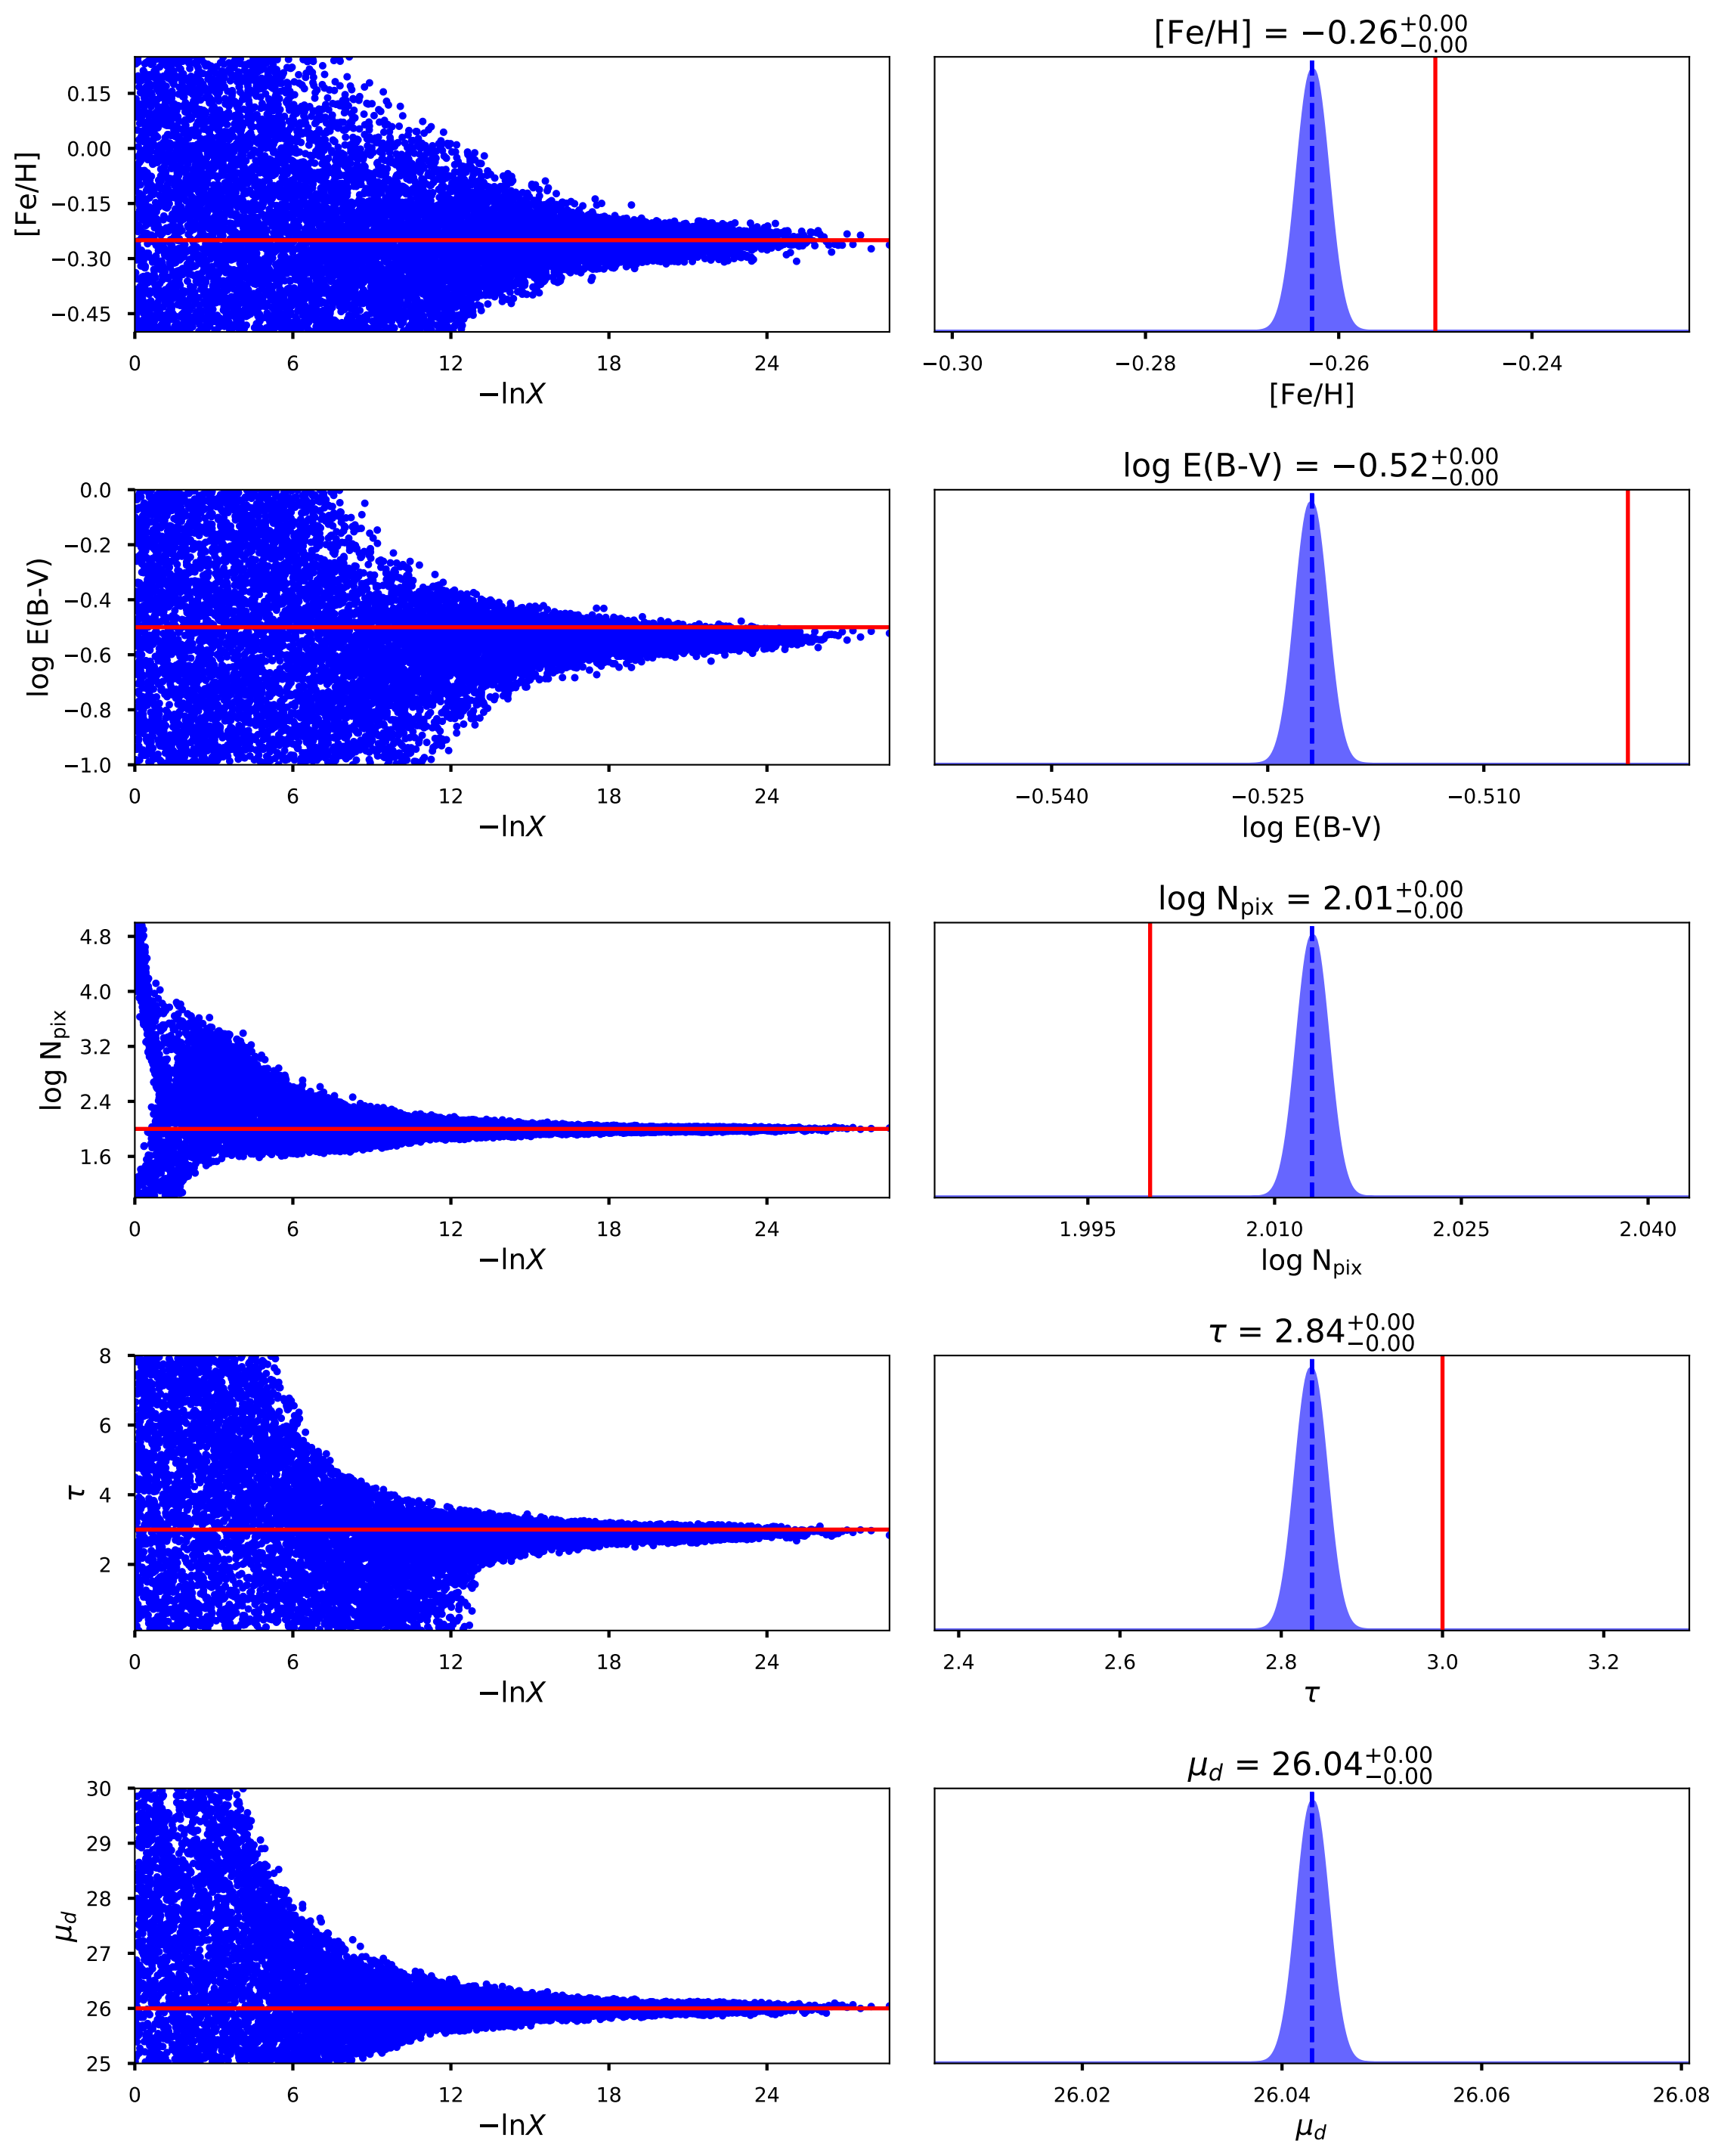 [Fe/H] = −0.26 +0.00 −0.00
0.15
0.00
−0.15
−0.30
−0.45
[Fe/H]
0 6 12 18 24
−lnX
−0.30 −0.28 −0.26 −0.24
[Fe/H]
log E(B-V) = −0.52 +0.00 −0.00
0.0
−0.2
−0.4
−0.6
−0.8
−1.0
log E(B-V)
0 6 12 18 24
−lnX
−0.540 −0.525 −0.510
log E(B-V)
log Npix = 2.01 +0.00 −0.00
4.8
4.0
3.2
2.4
1.6
log Npix
0 6 12 18 24
−lnX
1.995 2.010 2.025 2.040
log Npix
τ = 2.84 +0.00 −0.00
8
6
4
2
τ
0 6 12 18 24
−lnX
2.4 2.6 2.8 3.0 3.2
τ
μd = 26.04 +0.00 −0.00
30
29
28
27
26
25
μd
0 6 12 18 24
−lnX
26.02 26.04 26.06 26.08
μd